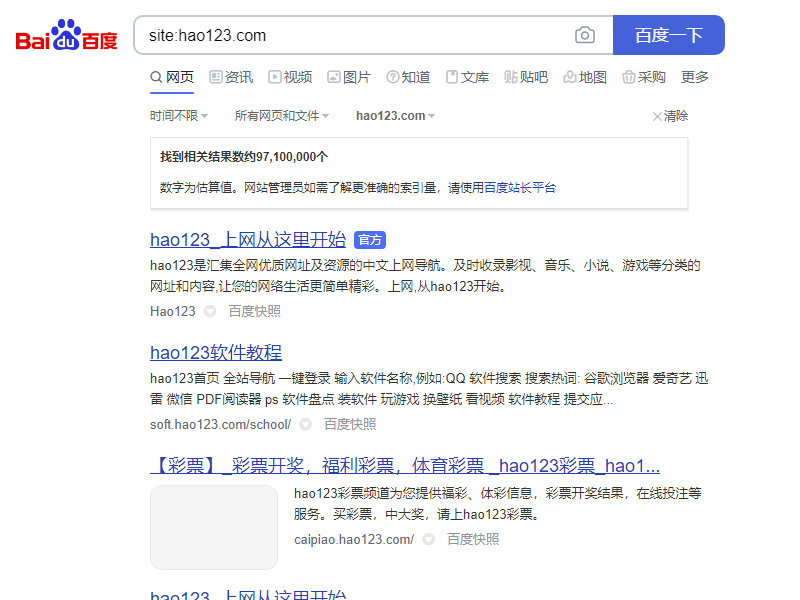 Bai du 百度
site:hao123.com
百度一下
网页 资讯 视频 图片 知道 文库 贴吧 地图 采购 更多
时间不限 所有网页和文件 hao123.com 清除
找到相关结果数约97,100,000个
数字为估算值。网站管理员如需了解更准确的索引量，请使用百度站长平台
hao123_上网从这里开始 官方
hao123是汇集全网优质网址及资源的中文上网导航。及时收录影视、音乐、小说、游戏等分类的
网址和内容,让您的网络生活更简单精彩。上网,从hao123开始。
Hao123 百度快照
hao123软件教程
hao123首页 全站导航 一键登录 输入软件名称,例如:QQ 软件搜索 搜索热词: 谷歌浏览器 爱奇艺 迅
雷 微信 PDF阅读器 ps 软件盘点 装软件 玩游戏 换壁纸 看视频 软件教程 提交应...
soft.hao123.com/school/ 百度快照
【彩票】_彩票开奖，福利彩票，体育彩票 _hao123彩票_hao1...
hao123彩票频道为您提供福彩、体彩信息，彩票开奖结果，在线投注等
服务。买彩票，中大奖，请上hao123彩票。
caipiao.hao123.com/ 百度快照
hao123_上网从这里开始